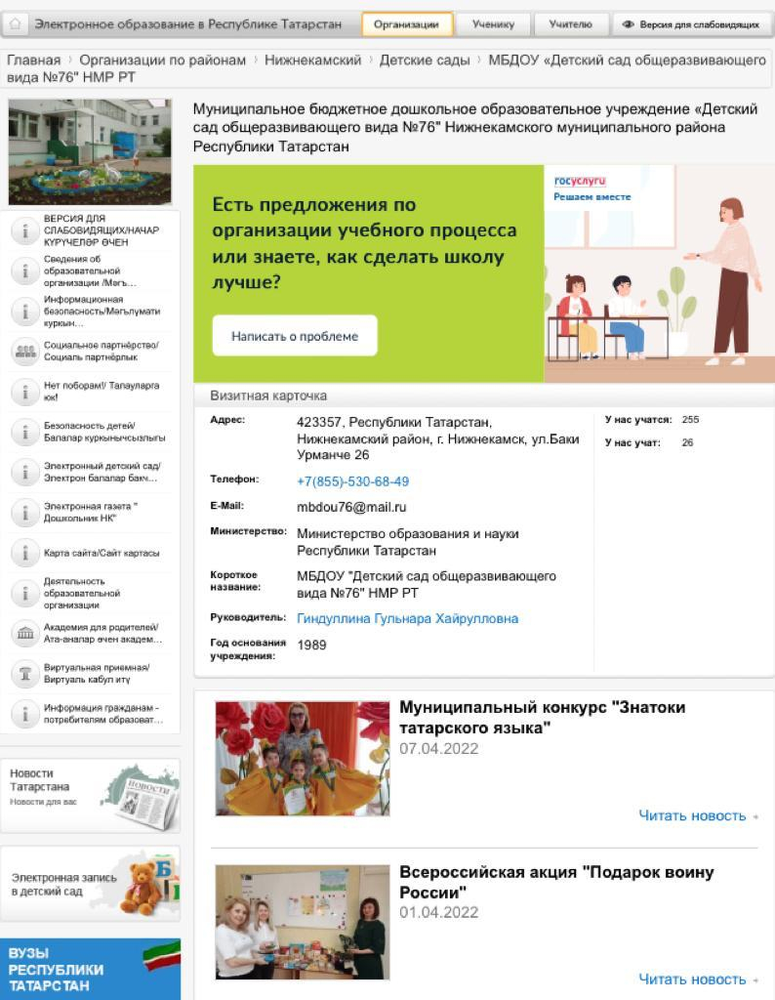 Электронное образование в Республике Татарстан
Организации
Ученику
Учителю
Версия для слабовидящих
Главная › Организации по районам › Нижнекамский › Детские сады › МБДОУ «Детский сад общеразвивающего
вида №76" НМР РТ
Муниципальное бюджетное дошкольное образовательное учреждение «Детский
сад общеразвивающего вида №76" Нижнекамского муниципального района
Республики Татарстан
ВЕРСИЯ ДЛЯ
СЛАБОВИДЯЩИХ/НАЧАР
КҮРҮЧЕЛӘР ӨЧЕН
Сведения об
образовательной
организации /Мәгъ...
Информационная
безопасность/Мәгълүмати
куркын...
Социальное партнёрство/
Социаль партнёрлык
Нет поборам!/ Талауларга
юк!
Безопасность детей/
Балалар куркынычсызлыгы
Электронный детский сад/
Электрон балалар бакч...
Электронная газета "
Дошкольник НК"
Карта сайта/Сайт картасы
Деятельность
образовательной
организации
Академия для родителей/
Ата-аналар өчен академ...
Виртуальная приемная/
Виртуаль кабул итү
Информация гражданам -
потребителям образоват...
Новости
Татарстана
Новости для вас
НОВОСТИ
Электронная запись
в детский сад
Б
ВУЗЫ
РЕСПУБЛИКИ
ТАТАРСТАН
Есть предложения по
организации учебного процесса
или знаете, как сделать школу
лучше?
Написать о проблеме
госуслуги
Решаем вместе
Визитная карточка
Адрес: 423357, Республики Татарстан,
Нижнекамский район, г. Нижнекамск, ул.Баки
Урманче 26
Телефон: +7(855)-530-68-49
E-Mail: mbdou76@mail.ru
Министерство: Министерство образования и науки
Республики Татарстан
Короткое название: МБДОУ "Детский сад общеразвивающего
вида №76" НМР РТ
Руководитель: Гиндуллина Гульнара Хайрулловна
Год основания учреждения: 1989
У нас учатся: 255
У нас учат: 26
Муниципальный конкурс "Знатоки
татарского языка"
07.04.2022
Читать новость
Всероссийская акция "Подарок воину
России"
01.04.2022
Читать новость